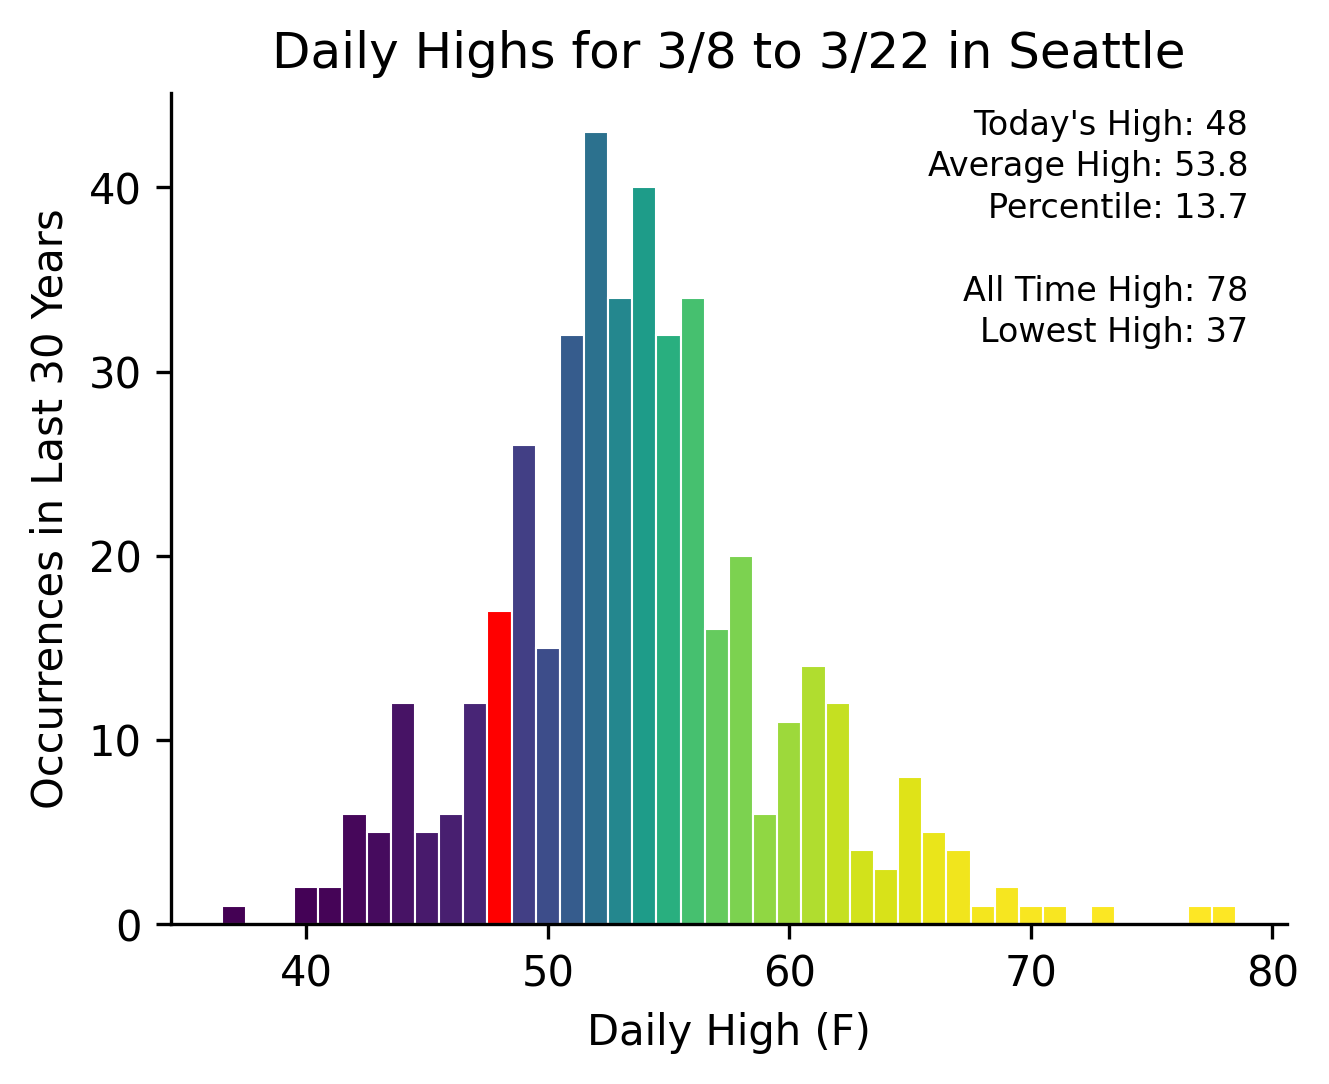 Daily Highs for 3/8 to 3/22 in Seattle
Today's High: 48
Average High: 53.8
Percentile: 13.7
All Time High: 78
Lowest High: 37
Occurrences in Last 30 Years
40
30
20
10
0
40 50 60 70 80
Daily High (F)